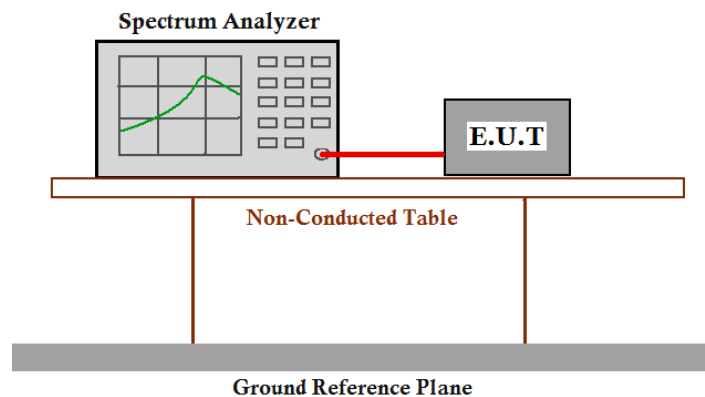 Spectrum Analyzer
E.U.T
Non-Conducted Table
Ground Reference Plane